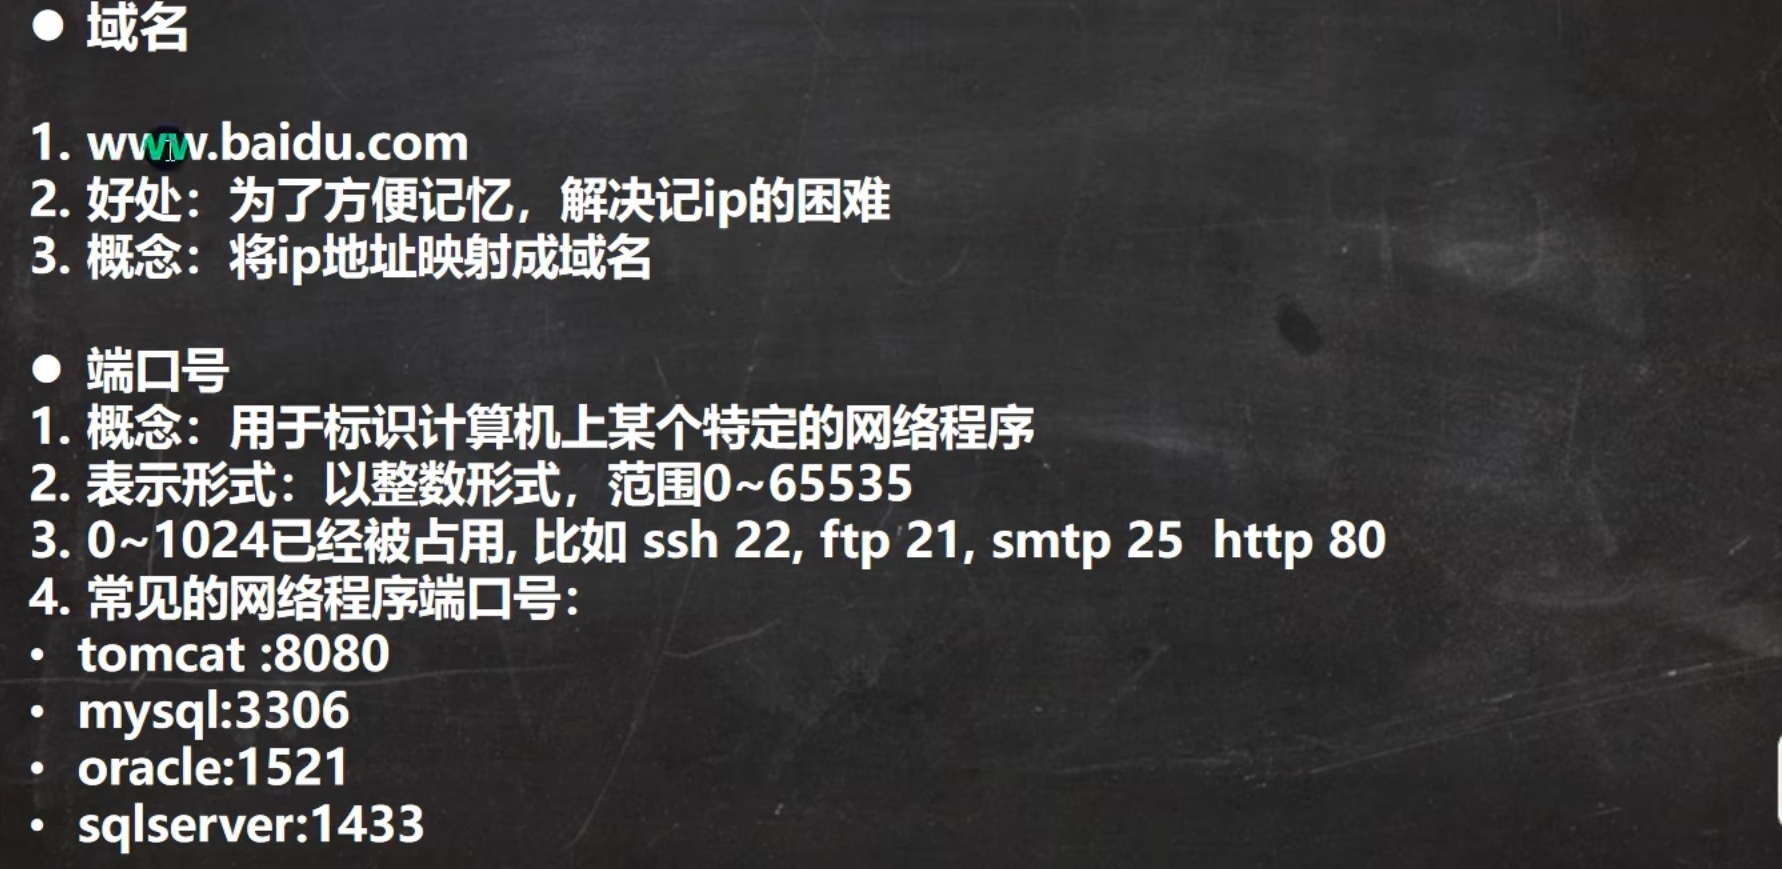 ● 域名
1. www.baidu.com
2. 好处：为了方便记忆，解决记ip的困难
3. 概念：将ip地址映射成域名
● 端口号
1. 概念：用于标识计算机上某个特定的网络程序
2. 表示形式：以整数形式，范围0~65535
3. 0~1024已经被占用, 比如 ssh 22, ftp 21, smtp 25  http 80
4. 常见的网络程序端口号：
• tomcat :8080
• mysql:3306
• oracle:1521
• sqlserver:1433